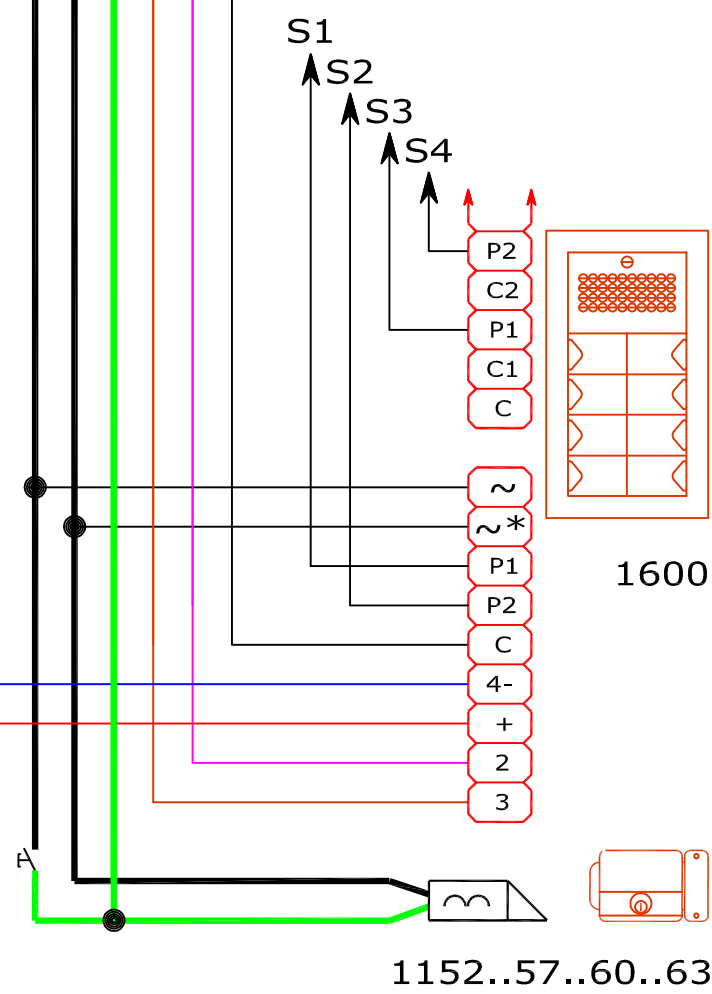 S1
S2
S3
S4
P2
C2
P1
C1
C
~
~*
P1
P2
C
4-
+
2
3
1600
1152..57..60..63